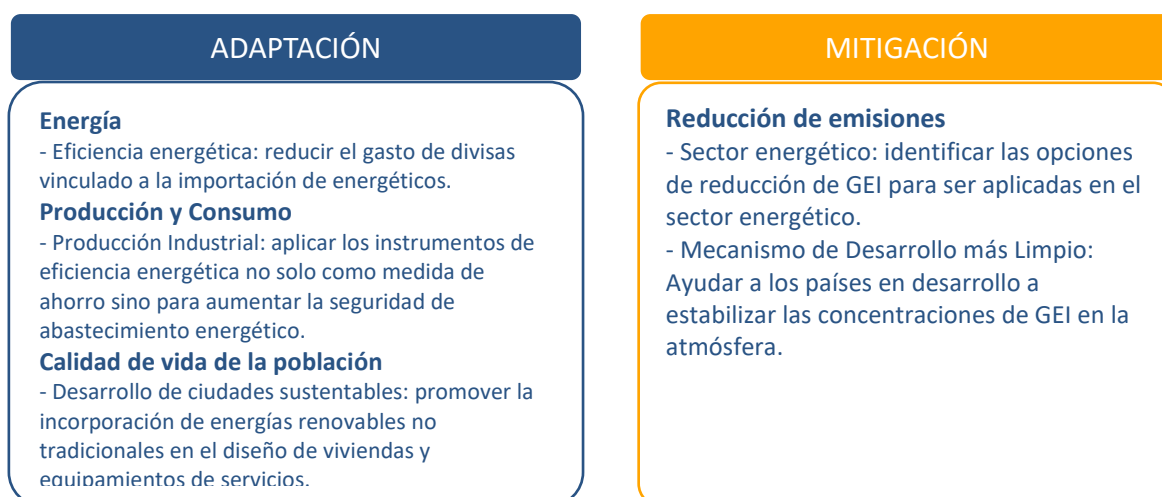 ADAPTACIÓN
Energía
- Eficiencia energética: reducir el gasto de divisas
vinculado a la importación de energéticos.
Producción y Consumo
- Producción Industrial: aplicar los instrumentos de
eficiencia energética no solo como medida de
ahorro sino para aumentar la seguridad de
abastecimiento energético.
Calidad de vida de la población
- Desarrollo de ciudades sustentables: promover la
incorporación de energías renovables no
tradicionales en el diseño de viviendas y
equipamientos de servicios.
MITIGACIÓN
Reducción de emisiones
- Sector energético: identificar las opciones
de reducción de GEI para ser aplicadas en el
sector energético.
- Mecanismo de Desarrollo más Limpio:
Ayudar a los países en desarrollo a
estabilizar las concentraciones de GEI en la
atmósfera.